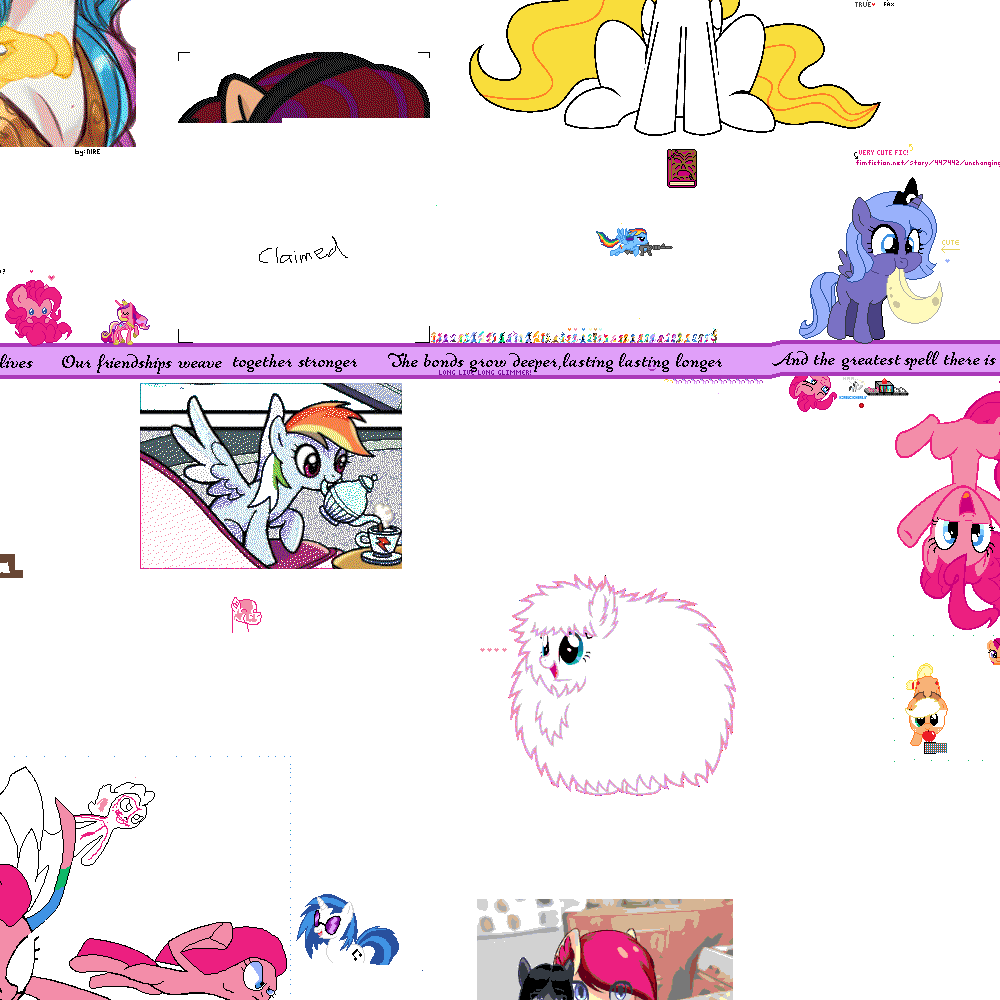 TRUE♥ FAX
by:NIRE
VERY CUTE FIC!
fimfiction.net/story/447442/unchanging
CUTE
Claimed
lives Our friendships weave together stronger The bonds grow deeper,lasting lasting longer And the greatest spell there is
LONG LIVE LONG GLIMMER!